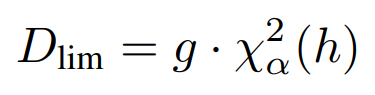 D_lim = g · χ²_α(h)